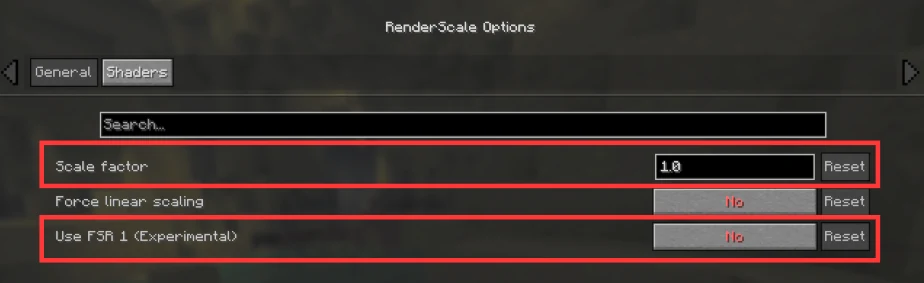 RenderScale Options
General Shaders
Search...
Scale factor 1.0 Reset
Force linear scaling No Reset
Use FSR 1 (Experimental) No Reset